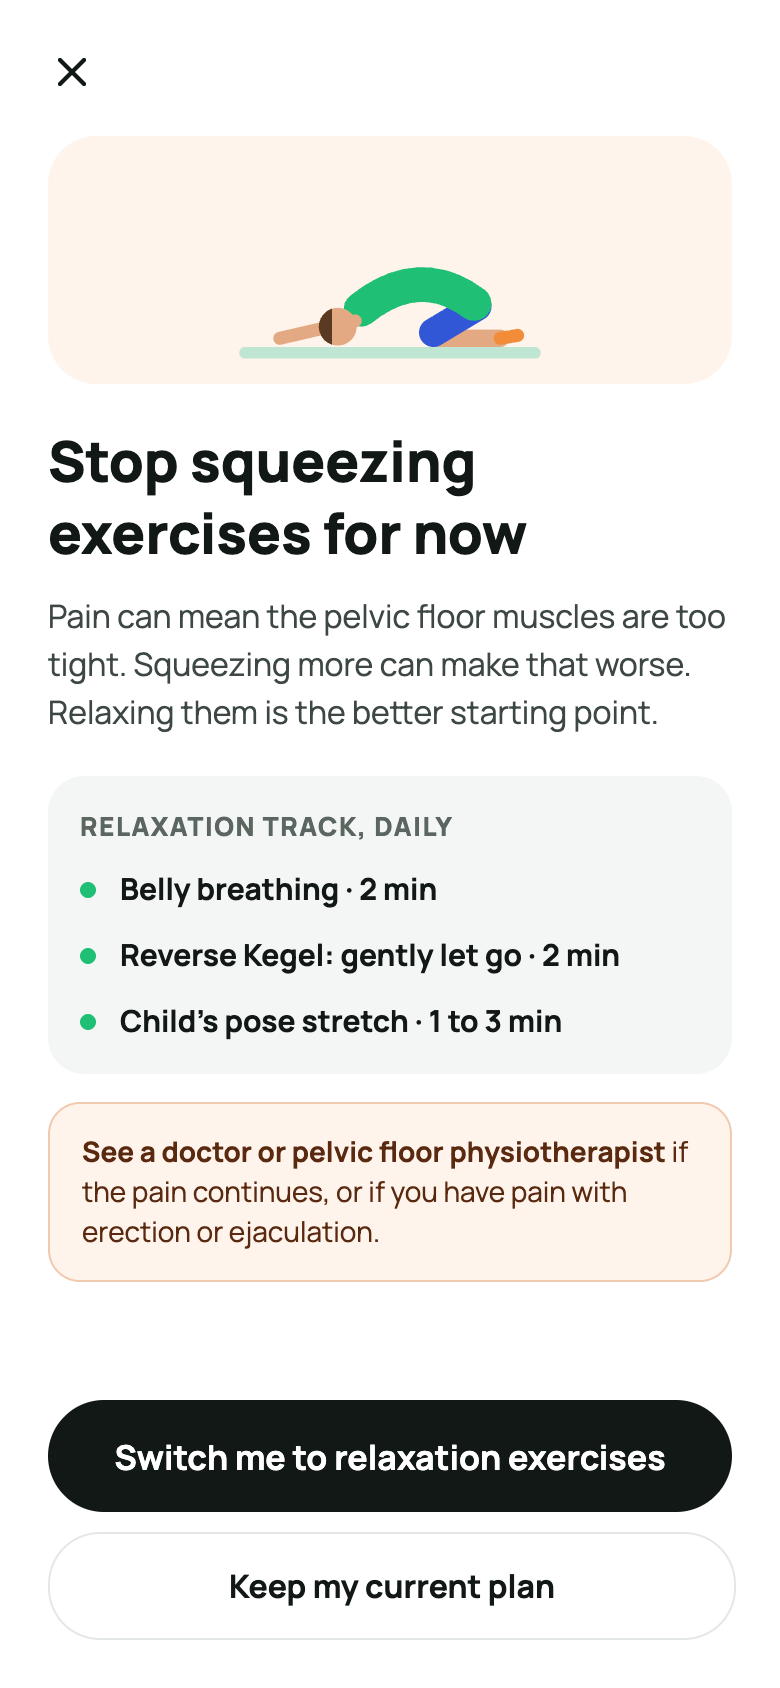 Stop squeezing
exercises for now
Pain can mean the pelvic floor muscles are too
tight. Squeezing more can make that worse.
Relaxing them is the better starting point.
RELAXATION TRACK, DAILY
Belly breathing · 2 min
Reverse Kegel: gently let go · 2 min
Child’s pose stretch · 1 to 3 min
See a doctor or pelvic floor physiotherapist if
the pain continues, or if you have pain with
erection or ejaculation.
Switch me to relaxation exercises
Keep my current plan